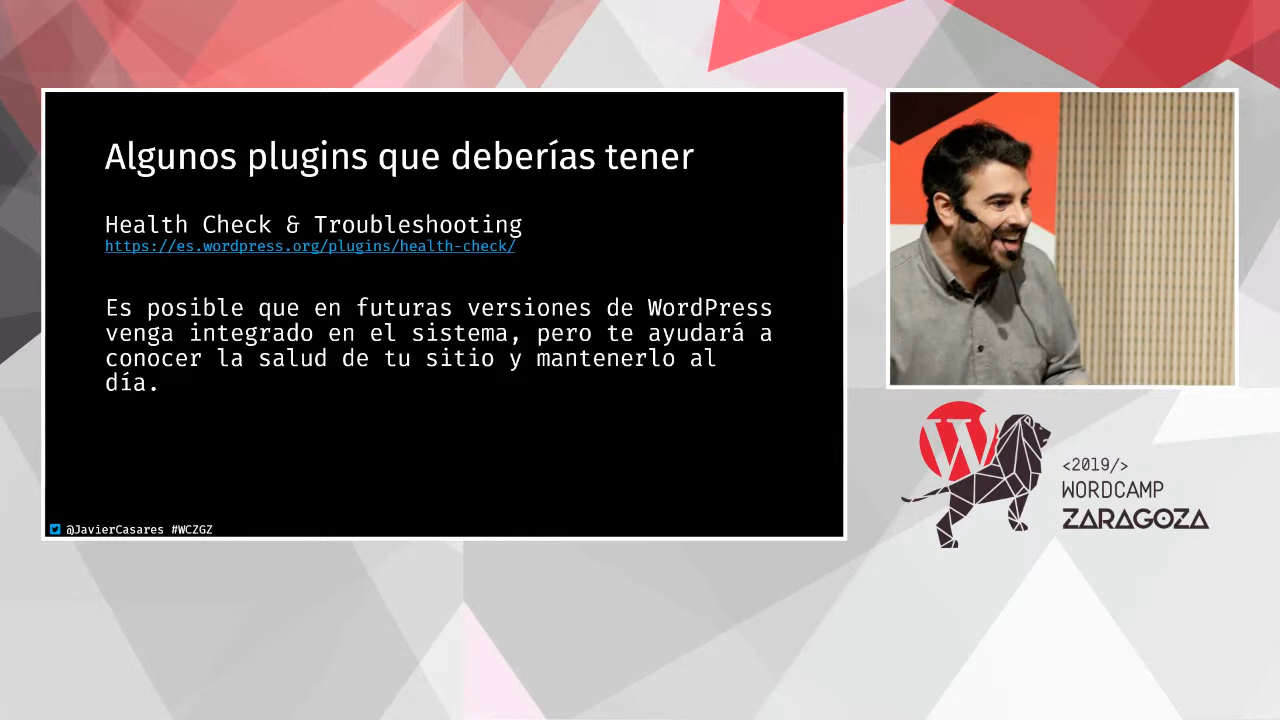 Algunos plugins que deberías tener
Health Check & Troubleshooting
https://es.wordpress.org/plugins/health-check/
Es posible que en futuras versiones de WordPress
venga integrado en el sistema, pero te ayudará a
conocer la salud de tu sitio y mantenerlo al
día.
@JavierCasares #WCZGZ
W
<2019/>
WORDCAMP
ZARAGOZA